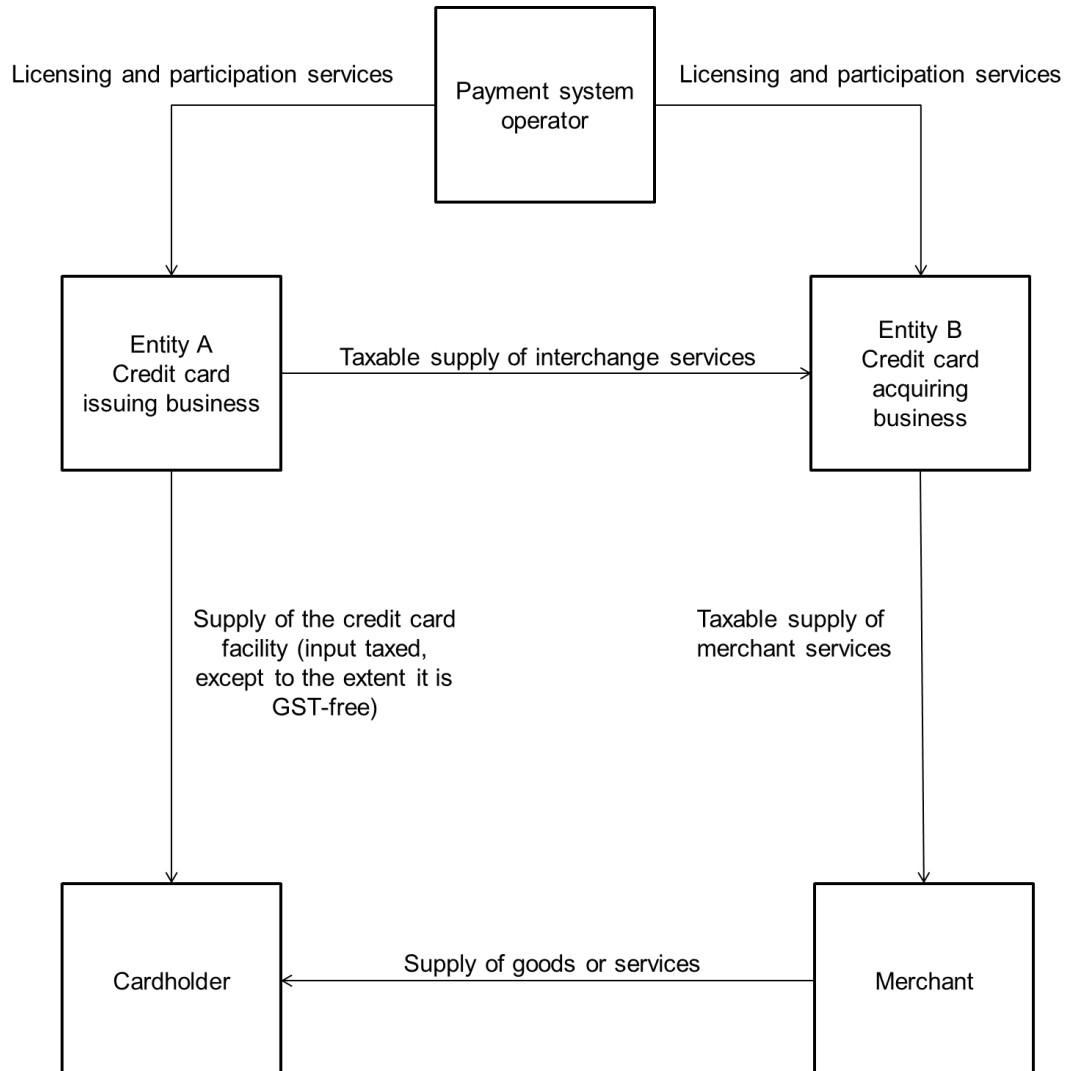 Licensing and participation services
Payment system
operator
Licensing and participation services
Entity A
Credit card
issuing business
Taxable supply of interchange services
Entity B
Credit card
acquiring
business
Supply of the credit card
facility (input taxed,
except to the extent it is
GST-free)
Taxable supply of
merchant services
Cardholder
Supply of goods or services
Merchant